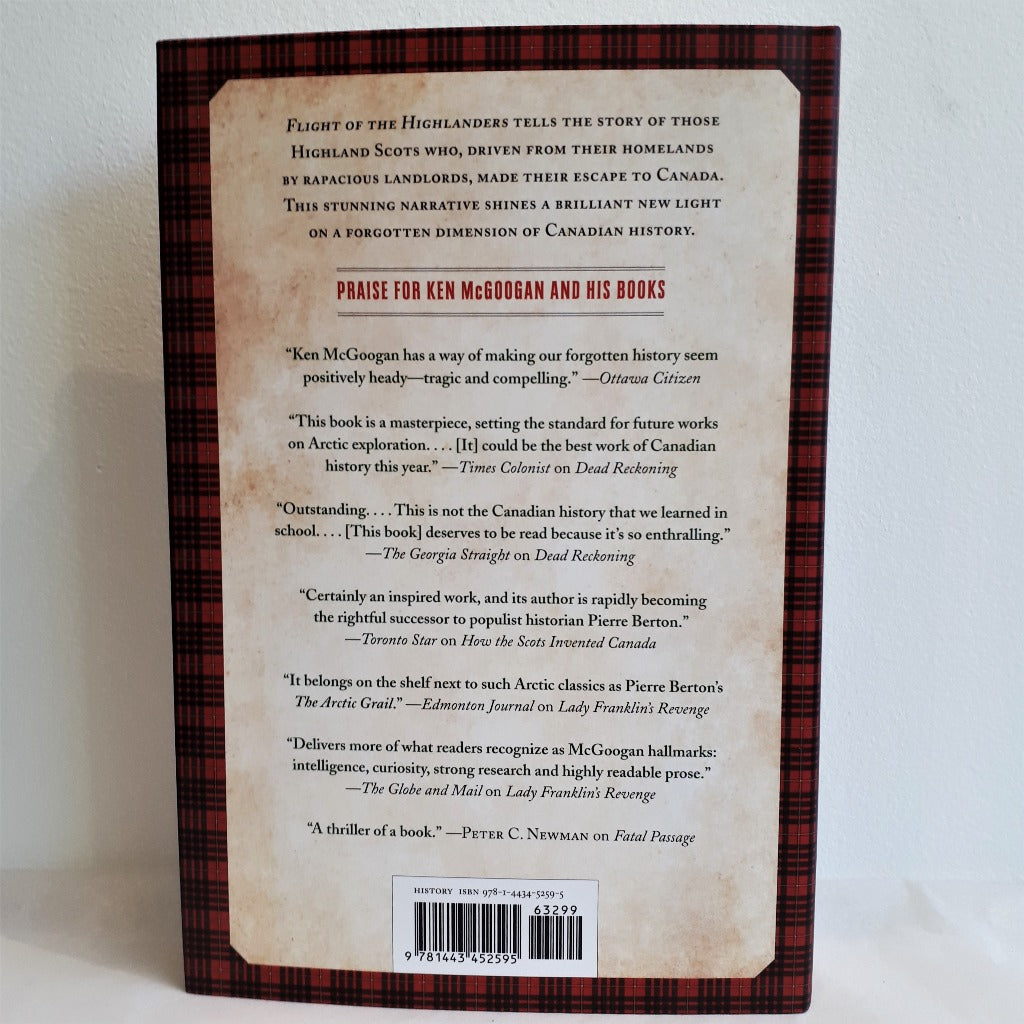 Flight of the Highlanders tells the story of those
Highland Scots who, driven from their homelands
by rapacious landlords, made their escape to Canada.
This stunning narrative shines a brilliant new light
on a forgotten dimension of Canadian history.
PRAISE FOR KEN McGOOGAN AND HIS BOOKS
“Ken McGoogan has a way of making our forgotten history seem
positively heady—tragic and compelling.” —Ottawa Citizen
“This book is a masterpiece, setting the standard for future works
on Arctic exploration. . . . [It] could be the best work of Canadian
history this year.” —Times Colonist on Dead Reckoning
“Outstanding. . . . This is not the Canadian history that we learned in
school. . . . [This book] deserves to be read because it’s so enthralling.”
—The Georgia Straight on Dead Reckoning
“Certainly an inspired work, and its author is rapidly becoming
the rightful successor to populist historian Pierre Berton.”
—Toronto Star on How the Scots Invented Canada
“It belongs on the shelf next to such Arctic classics as Pierre Berton’s
The Arctic Grail.” —Edmonton Journal on Lady Franklin’s Revenge
“Delivers more of what readers recognize as McGoogan hallmarks:
intelligence, curiosity, strong research and highly readable prose.”
—The Globe and Mail on Lady Franklin’s Revenge
“A thriller of a book.” —Peter C. Newman on Fatal Passage
HISTORY ISBN 978-1-4434-5259-5
63299
9 781443 452595